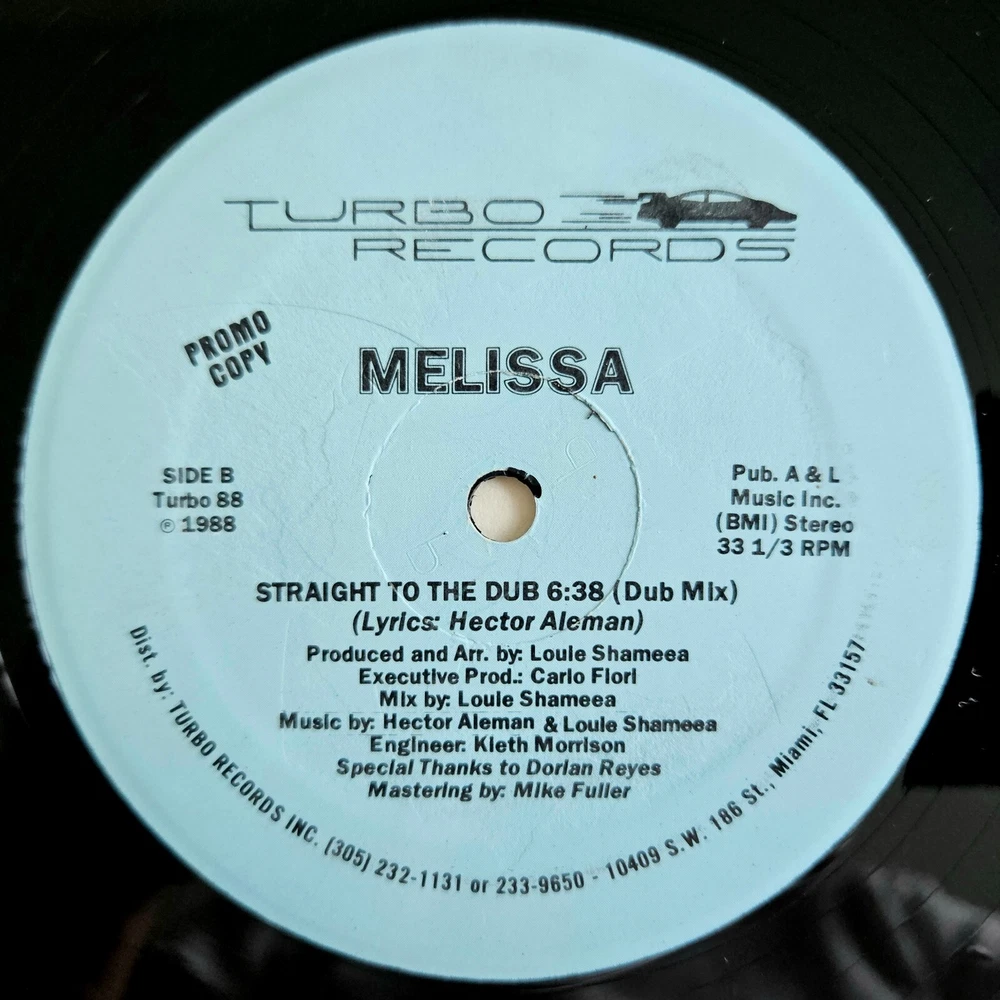 TURBO
RECORDS
PROMO
COPY
MELISSA
SIDE B
Turbo 88
℗ 1988
Pub. A & L
Music Inc.
(BMI) Stereo
33 1/3 RPM
STRAIGHT TO THE DUB 6:38 (Dub Mix)
(Lyrics: Hector Aleman)
Produced and Arr. by: Louie Shameea
Executive Prod.: Carlo Fiori
Mix by: Louie Shameea
Music by: Hector Aleman & Louie Shameea
Engineer: Kieth Morrison
Special Thanks to Dorian Reyes
Mastering by: Mike Fuller
Dist. by: TURBO RECORDS INC. (305) 232-1131 or 233-9650 - 10409 S.W. 186 St., Miami, FL 33157